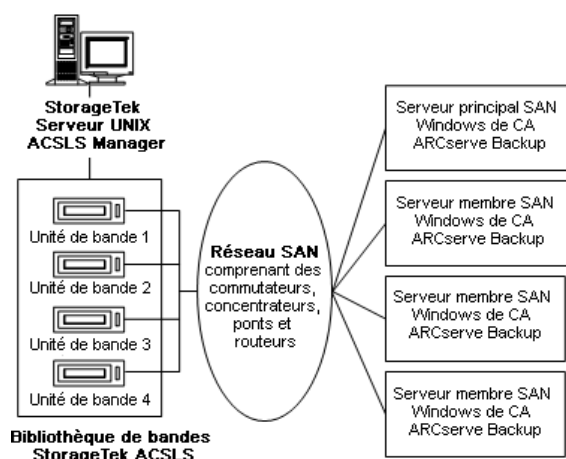 StorageTek
Serveur UNIX
ACSLS Manager
Unité de bande 1
Unité de bande 2
Unité de bande 3
Unité de bande 4
Bibliothèque de bandes
StorageTek ACSLS
Réseau SAN
comprenant des
commutateurs,
concentrateurs,
ponts et
routeurs
Serveur principal SAN
Windows de CA
ARCserve Backup
Serveur membre SAN
Windows de CA
ARCserve Backup
Serveur membre SAN
Windows de CA
ARCserve Backup
Serveur membre SAN
Windows de CA
ARCserve Backup